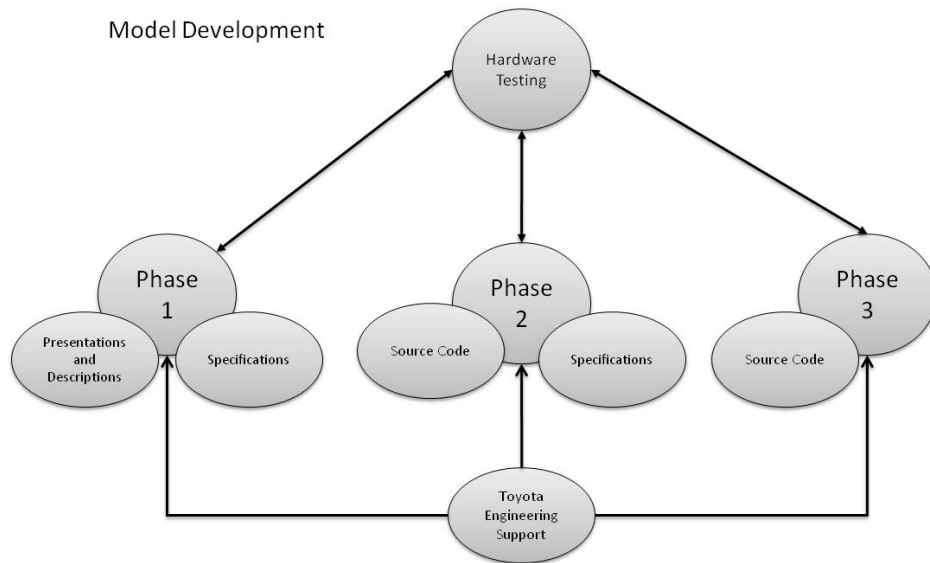 Model Development
Hardware
Testing
Phase
1
Presentations
and
Descriptions
Specifications
Phase
2
Source Code
Specifications
Phase
3
Source Code
Toyota
Engineering
Support